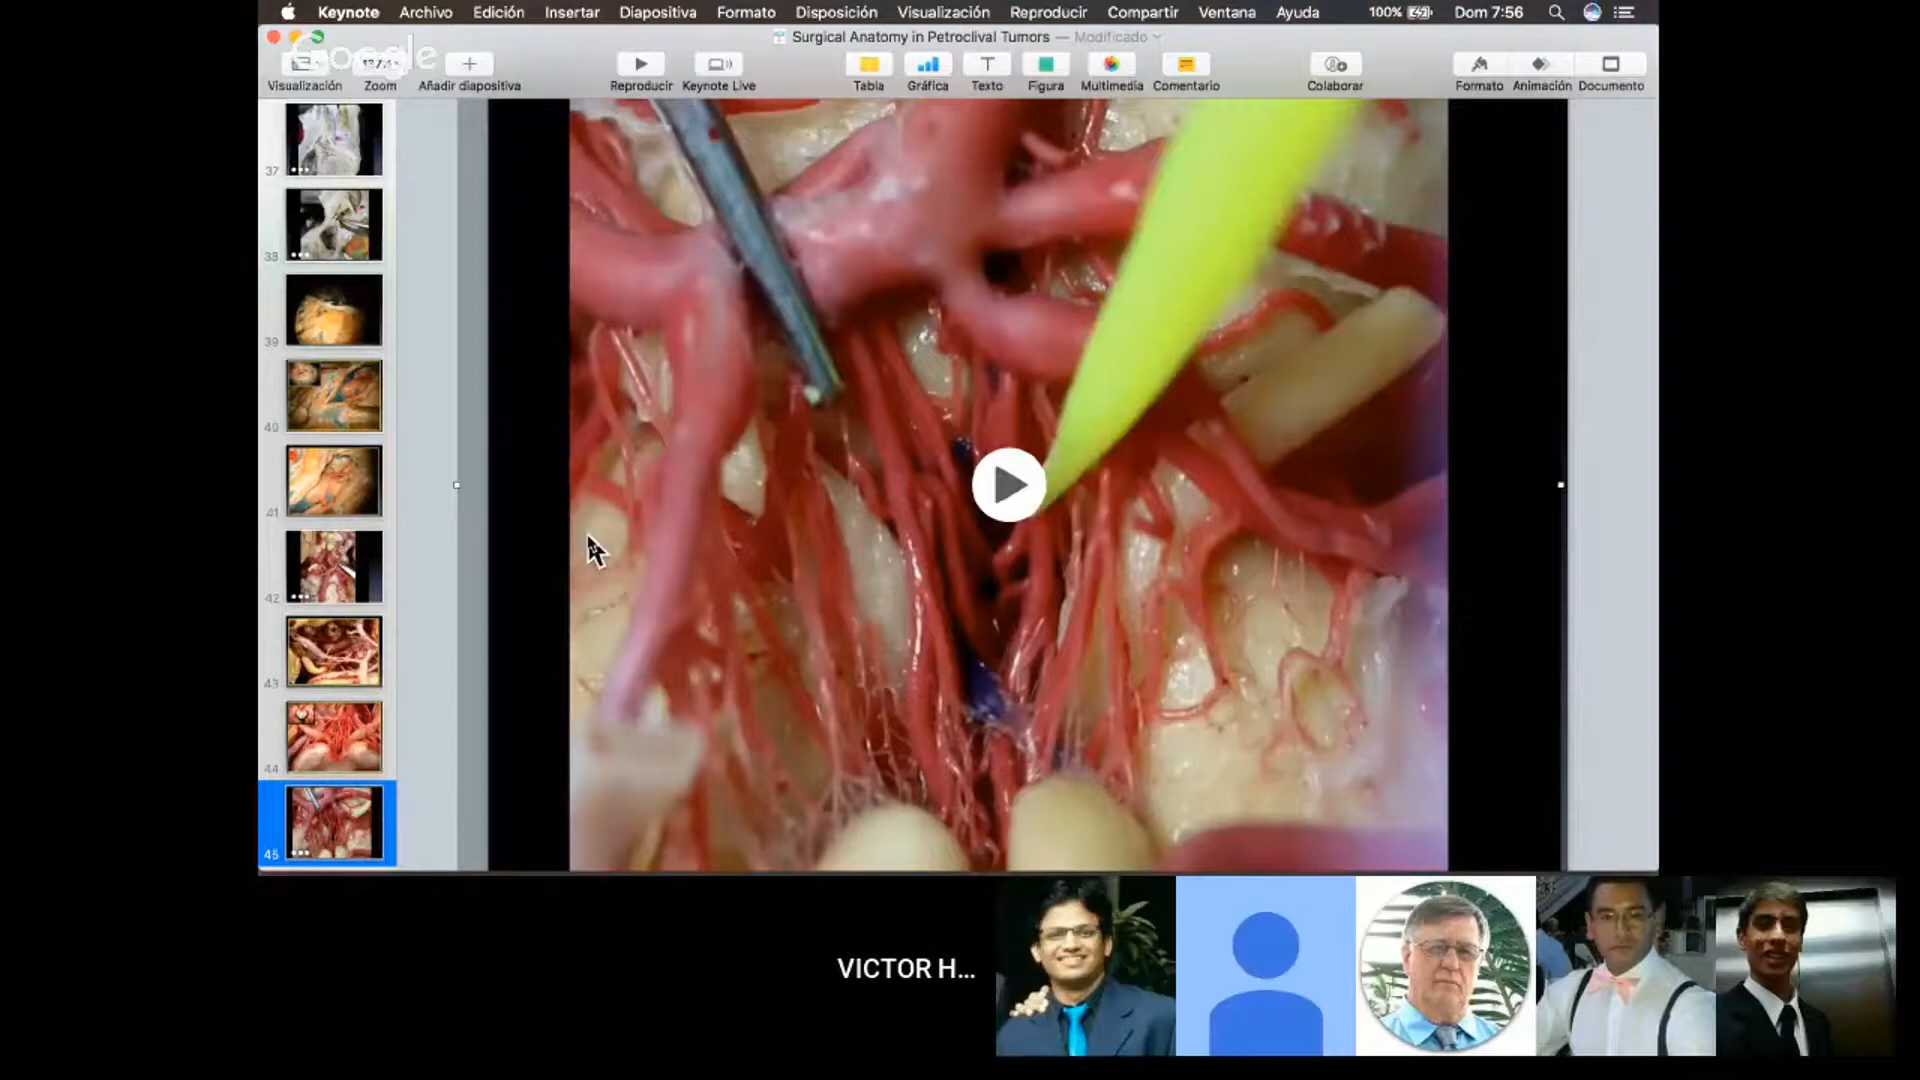 Keynote Archivo Edición Insertar Diapositiva Formato Disposición Visualización Reproducir Compartir Ventana Ayuda 100% Dom 7:56
Surgical Anatomy in Petroclival Tumors — Modificado
Google
Visualización Zoom Añadir diapositiva Reproducir Keynote Live Tabla Gráfica Texto Figura Multimedia Comentario Colaborar Formato Animación Documento
37
38
39
40
41
42
43
44
45
VICTOR H...